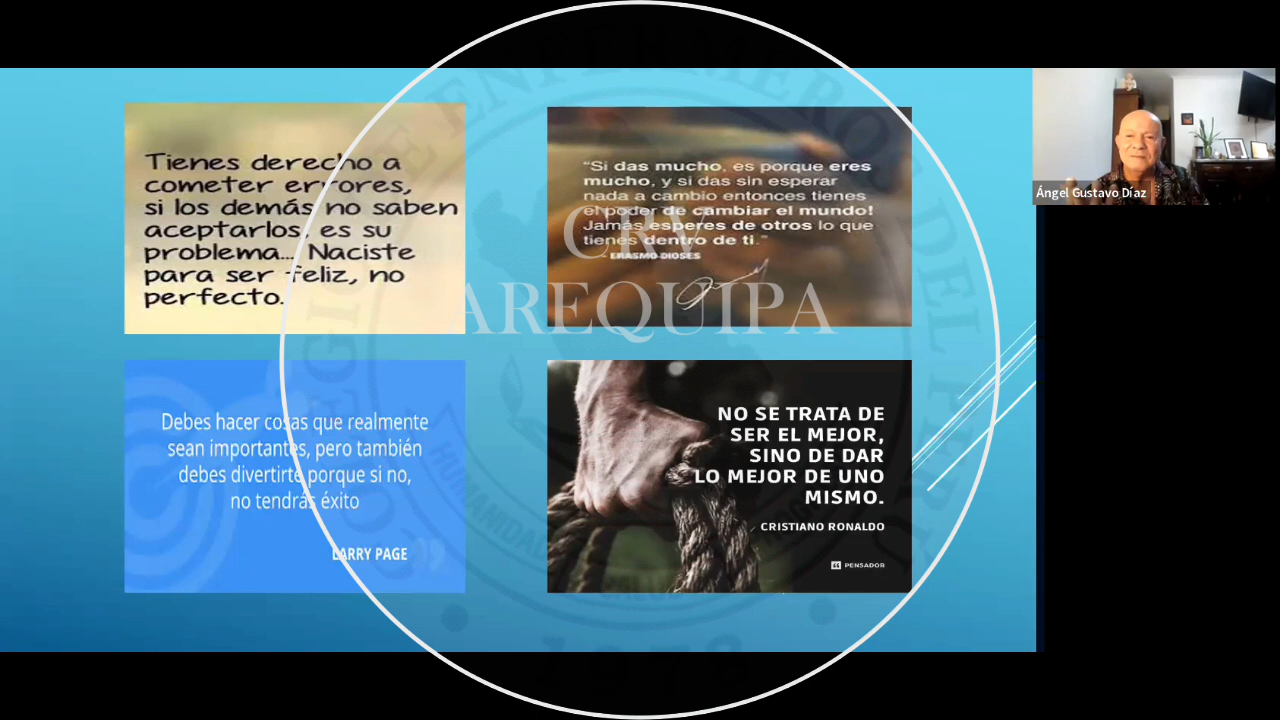 Tienes derecho a
cometer errores,
si los demás no saben
aceptarlos, es su
problema... Naciste
para ser feliz, no
perfecto.
"Si das mucho, es porque eres
mucho, y si das sin esperar
nada a cambio entonces tienes
el poder de cambiar el mundo!
Jamás esperes de otros lo que
tienes dentro de ti."
- ERASMO DIOSES
Debes hacer cosas que realmente
sean importantes, pero también
debes divertirte porque si no,
no tendrás éxito
LARRY PAGE
NO SE TRATA DE
SER EL MEJOR,
SINO DE DAR
LO MEJOR DE UNO
MISMO.
CRISTIANO RONALDO
PENSADOR
Ángel Gustavo Díaz
CRV
AREQUIPA
1978